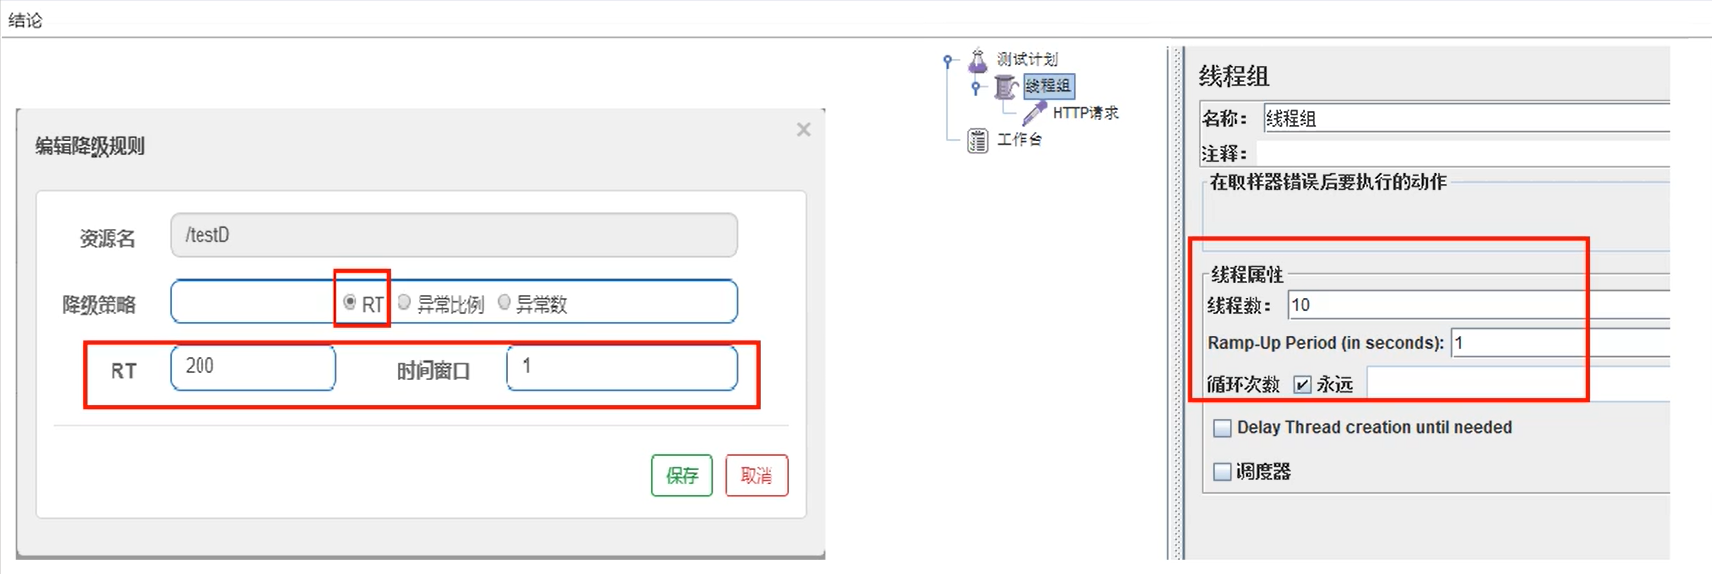 结论
编辑降级规则
×
资源名 /testD
降级策略 RT 异常比例 异常数
RT 200 时间窗口 1
保存 取消
测试计划
线程组
HTTP请求
工作台
线程组
名称： 线程组
注释：
在取样器错误后要执行的动作
线程属性
线程数： 10
Ramp-Up Period (in seconds): 1
循环次数 永远
Delay Thread creation until needed
调度器